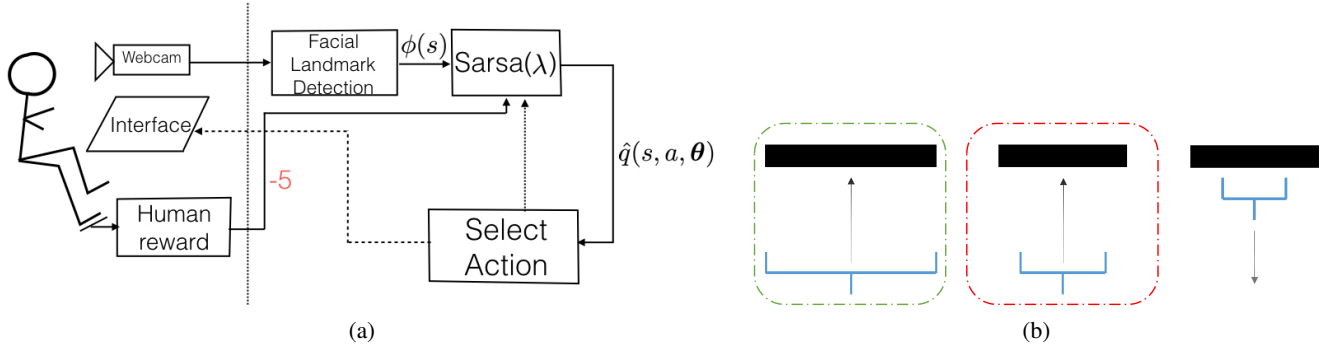 Webcam
Facial
Landmark
Detection
ϕ(s)
Sarsa(λ)
Interface
q̂(s, a, θ)
-5
Human
reward
Select
Action
(a)
(b)